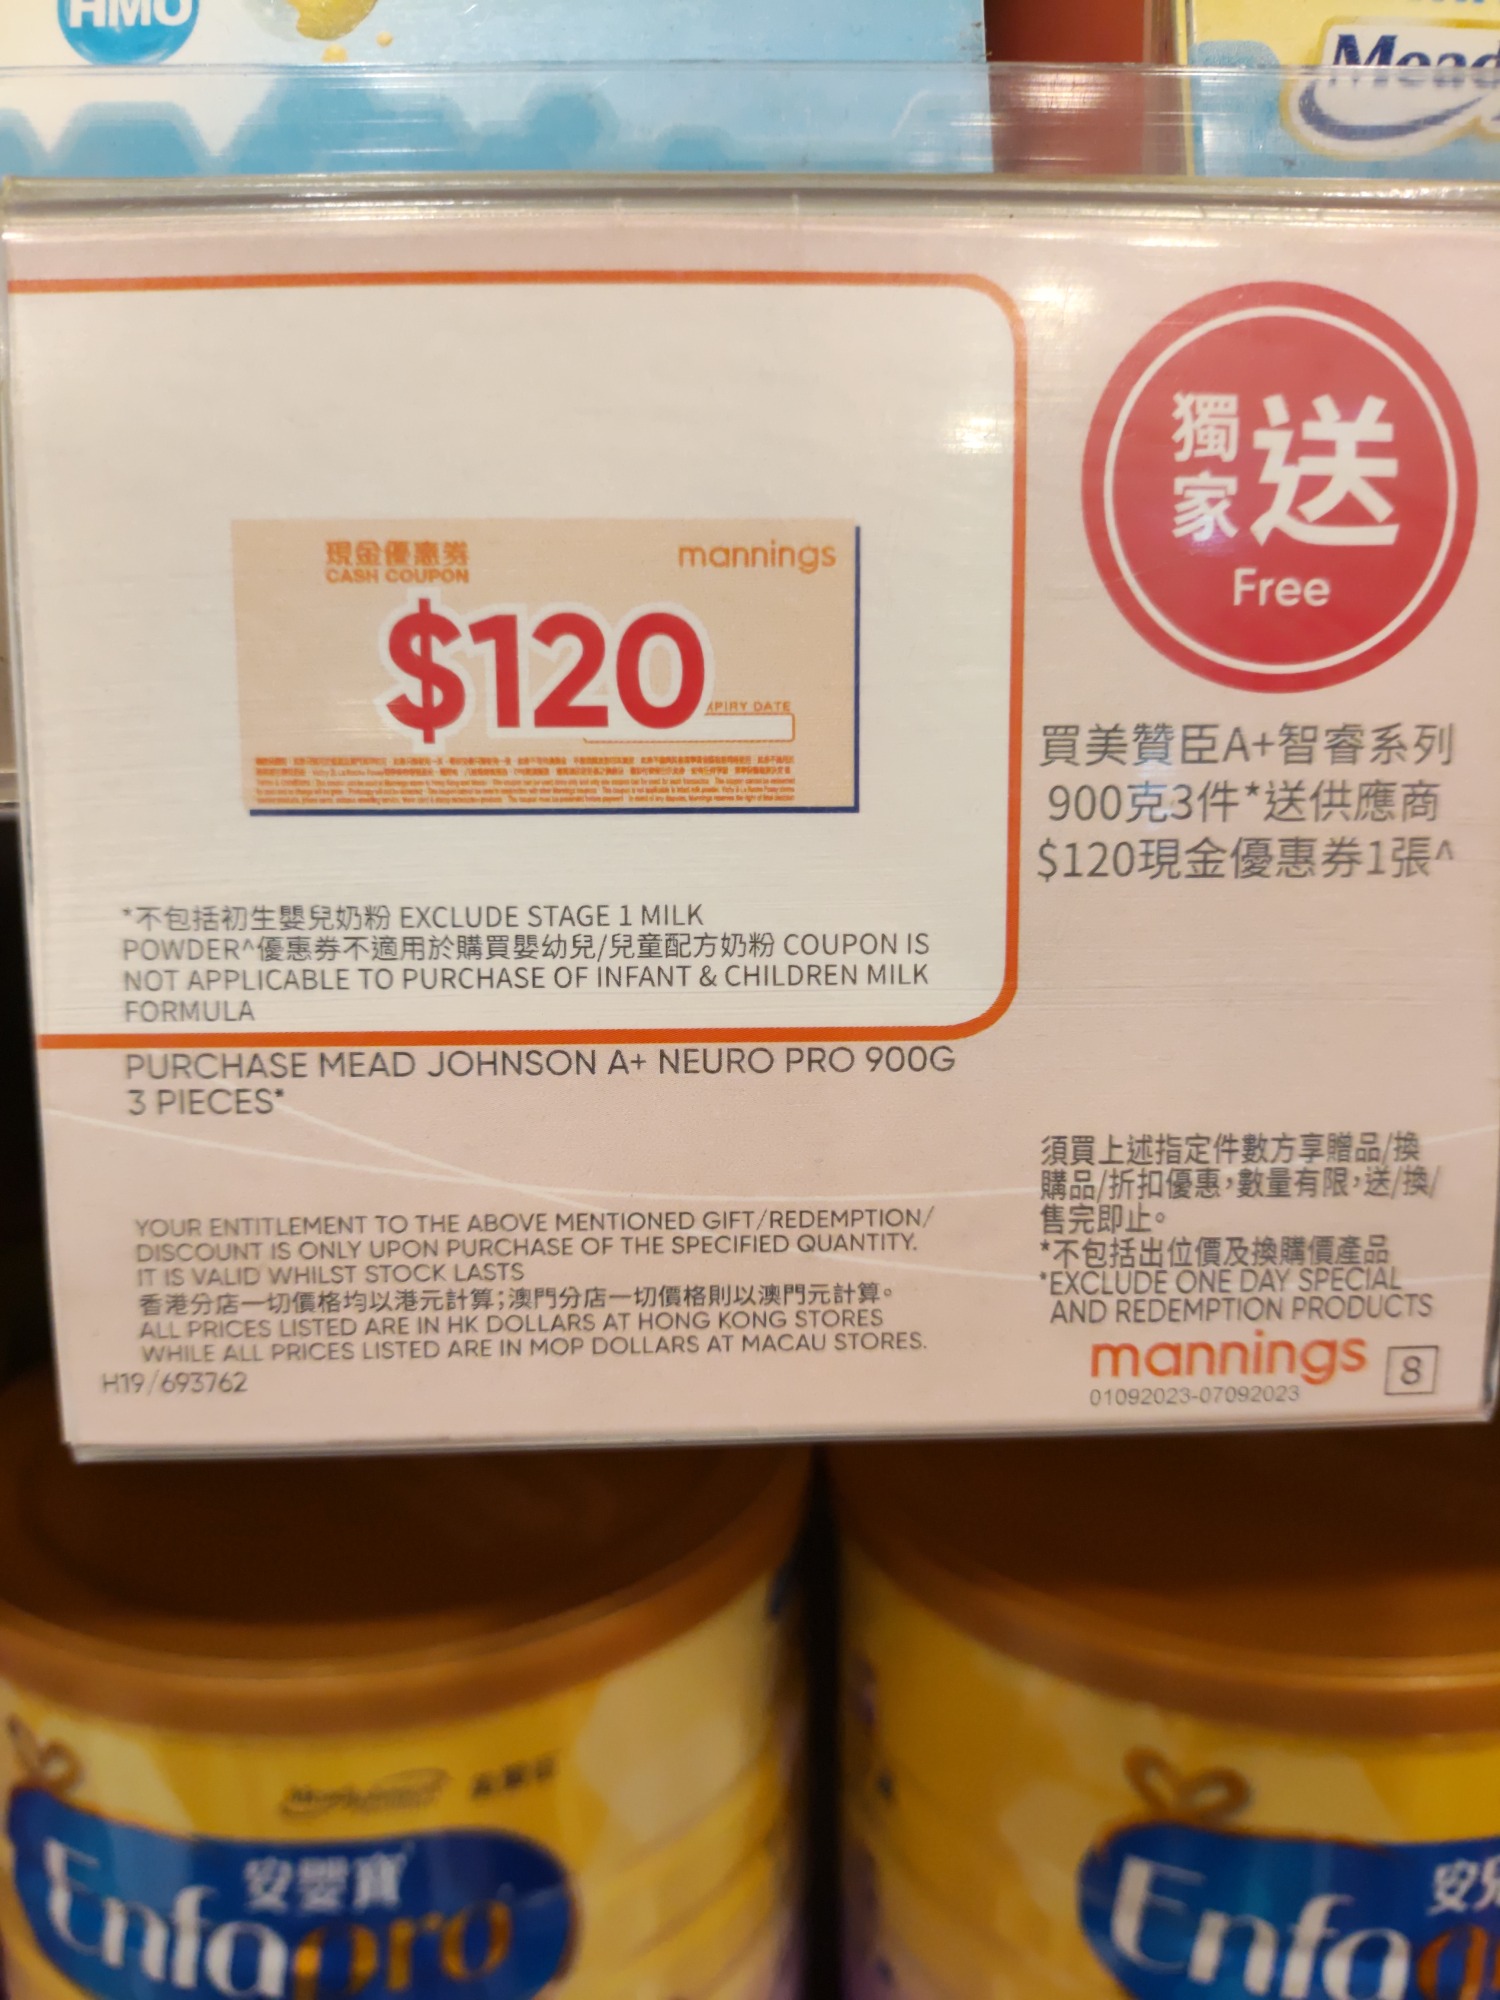 HMO
Mead
獨家送
Free
現金優惠券
CASH COUPON
mannings
$120
PIRY DATE
買美贊臣A+智睿系列
900克3件*送供應商
$120現金優惠券1張^
*不包括初生嬰兒奶粉 EXCLUDE STAGE 1 MILK
POWDER^優惠券不適用於購買嬰幼兒/兒童配方奶粉 COUPON IS
NOT APPLICABLE TO PURCHASE OF INFANT & CHILDREN MILK
FORMULA
PURCHASE MEAD JOHNSON A+ NEURO PRO 900G
3 PIECES*
須買上述指定件數方享贈品/換
購品/折扣優惠，數量有限，送/換/
售完即止。
*不包括出位價及換購價產品
*EXCLUDE ONE DAY SPECIAL
AND REDEMPTION PRODUCTS
YOUR ENTITLEMENT TO THE ABOVE MENTIONED GIFT/REDEMPTION/
DISCOUNT IS ONLY UPON PURCHASE OF THE SPECIFIED QUANTITY.
IT IS VALID WHILST STOCK LASTS
香港分店一切價格均以港元計算；澳門分店一切價格則以澳門元計算。
ALL PRICES LISTED ARE IN HK DOLLARS AT HONG KONG STORES
WHILE ALL PRICES LISTED ARE IN MOP DOLLARS AT MACAU STORES.
H19/693762
mannings 8
01092023-07092023
安嬰寶
Enfapro
安兒
Enfa